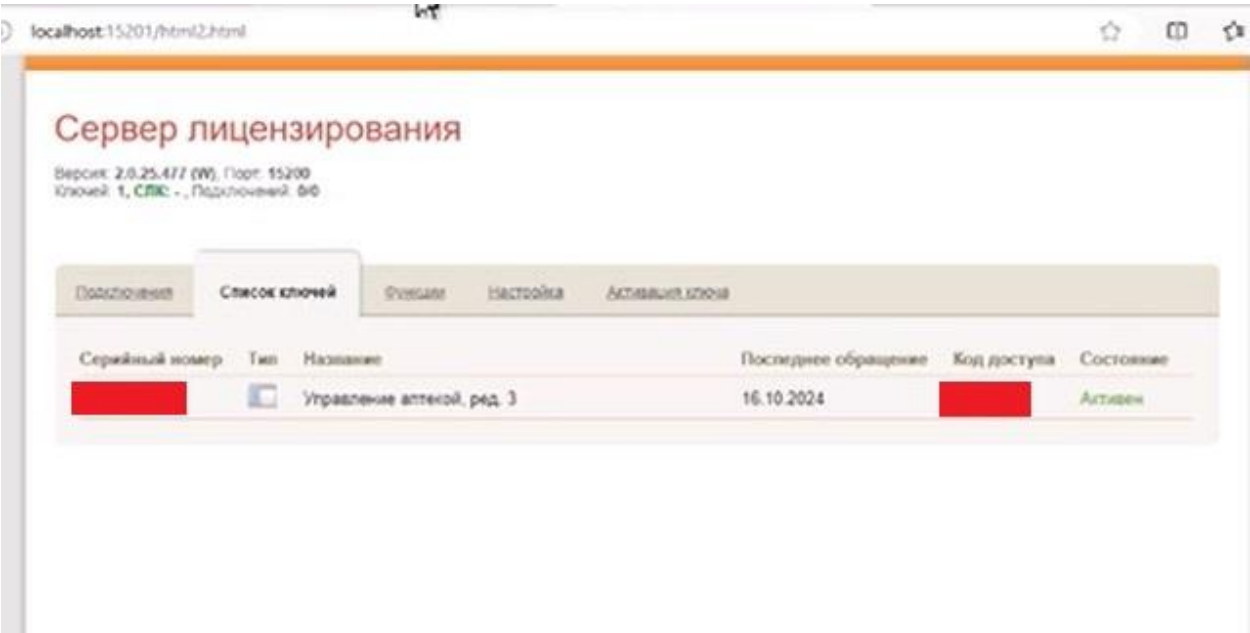 localhost:15201/html2.html
Сервер лицензирования
Версия: 2.0.25.477 (W), Порт: 15200
Ключей: 1, СЛК: - , Подключений: 0/0
Подключения Список ключей Функции Настройка Активация ключа
Серийный номер Тип Название Последнее обращение Код доступа Состояние
Управление аптекой, ред. 3 16.10.2024 Активен